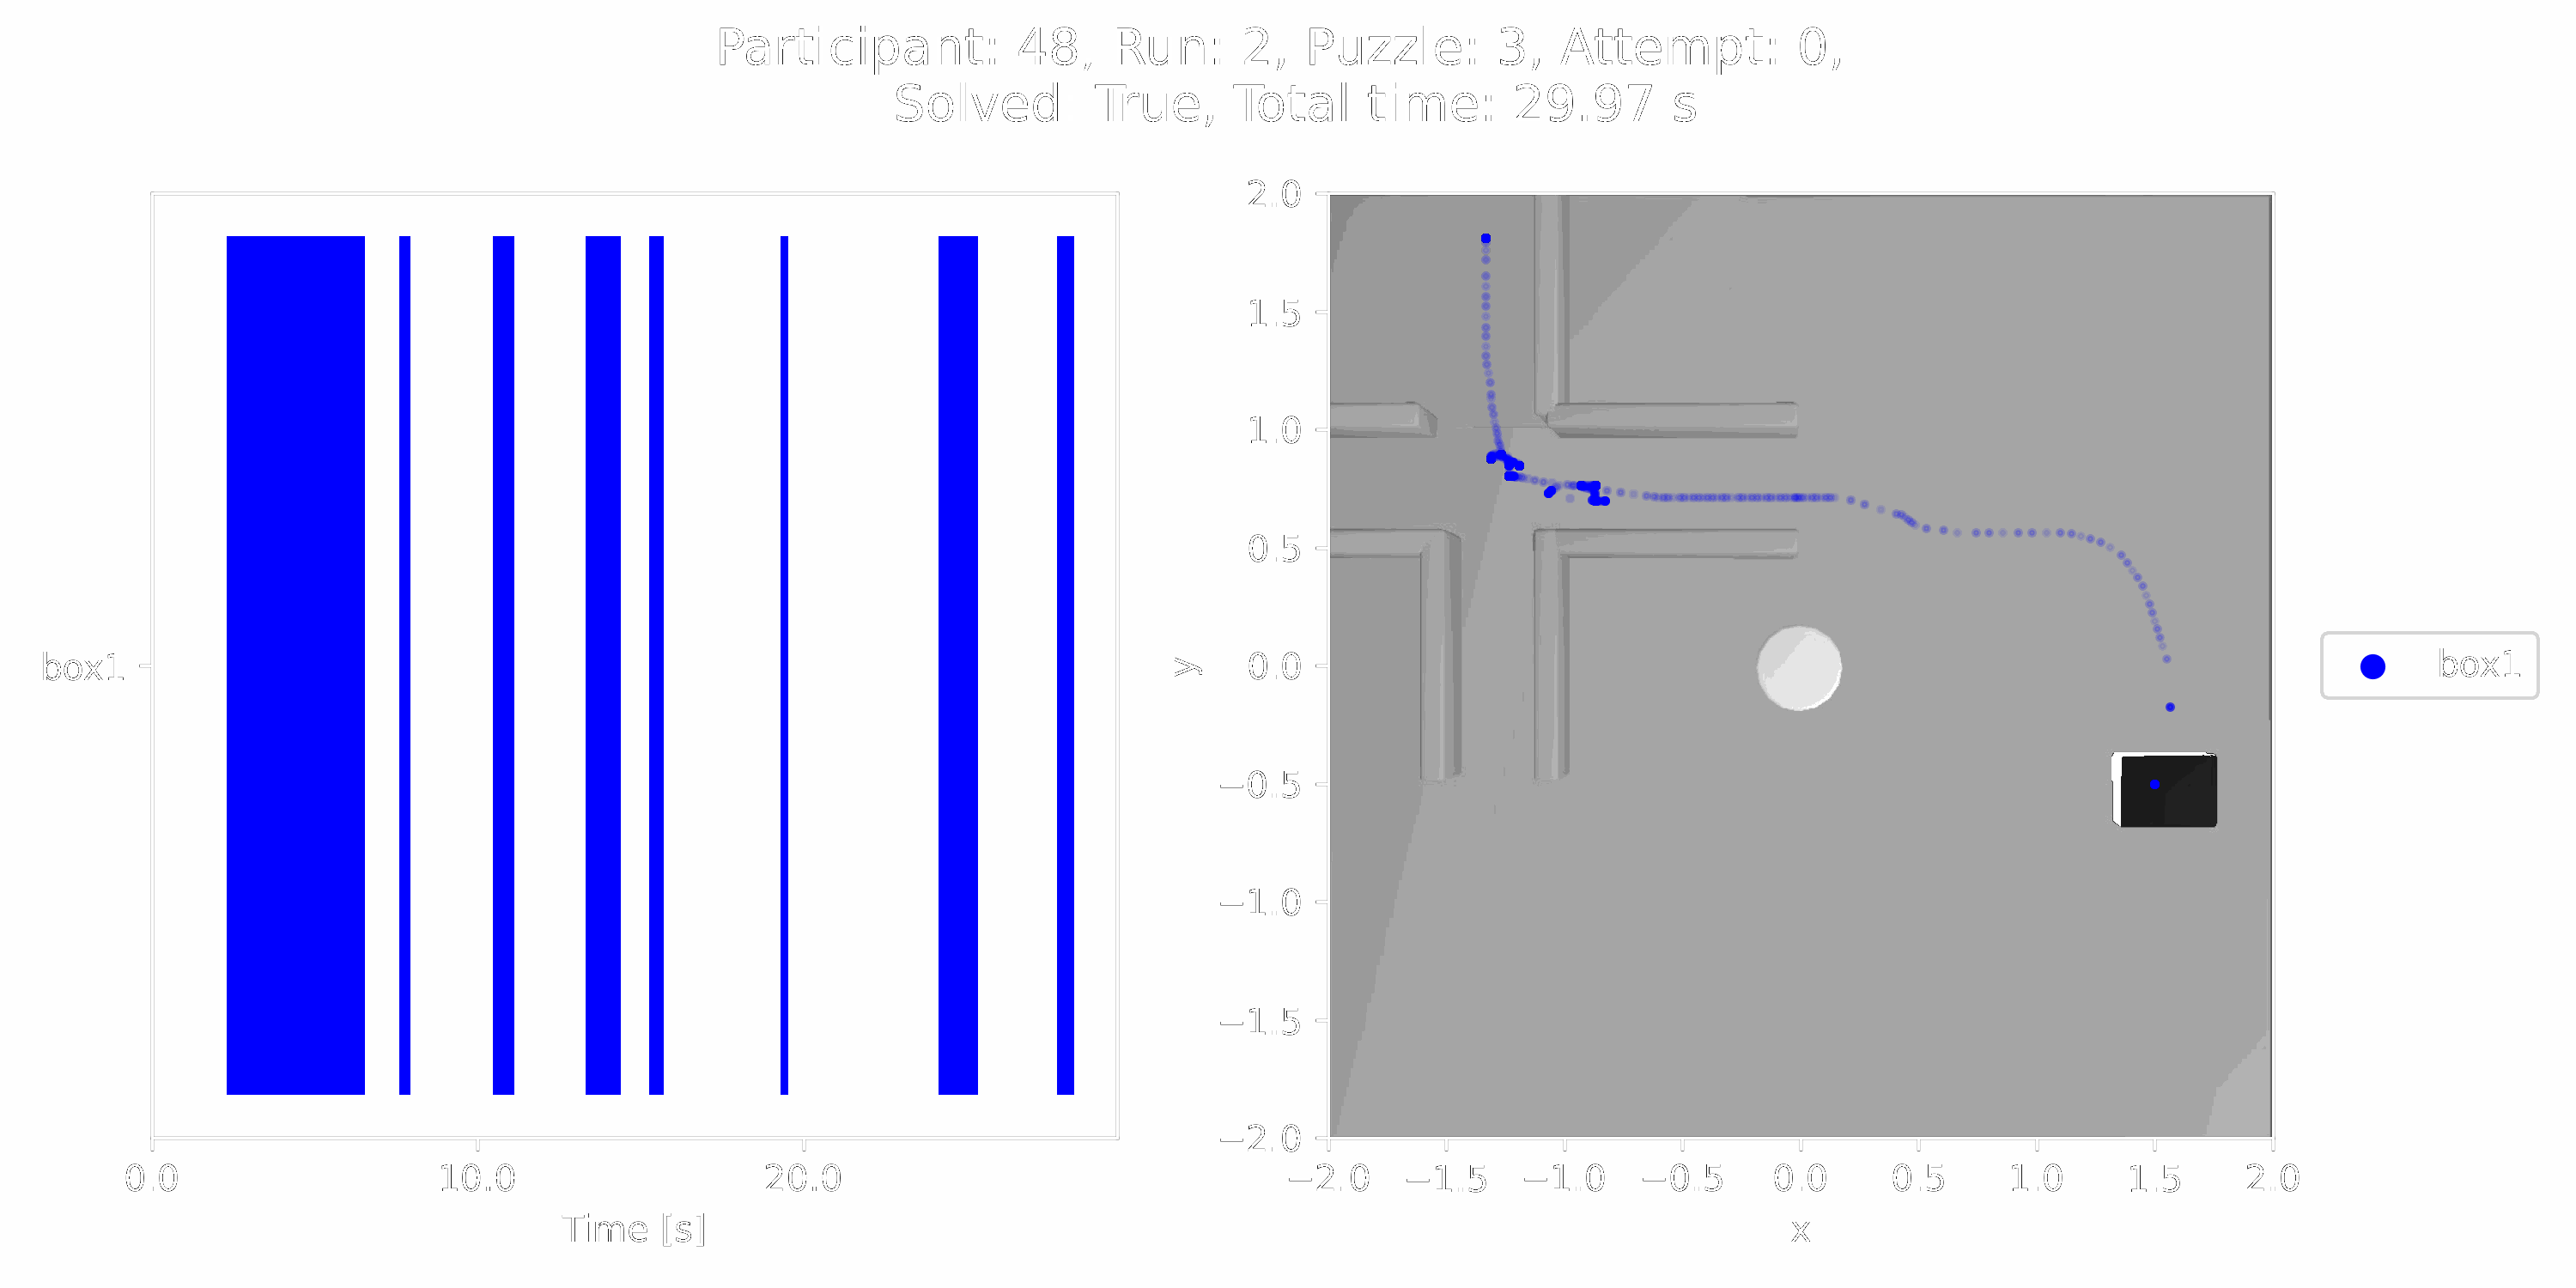 Participant: 48, Run: 2, Puzzle: 3, Attempt: 0,
Solved True, Total time: 29.97 s
box1
0.0 10.0 20.0
Time [s]
y
2.0
1.5
1.0
0.5
0.0
−0.5
−1.0
−1.5
−2.0
−2.0 −1.5 −1.0 −0.5 0.0 0.5 1.0 1.5 2.0
x
box1